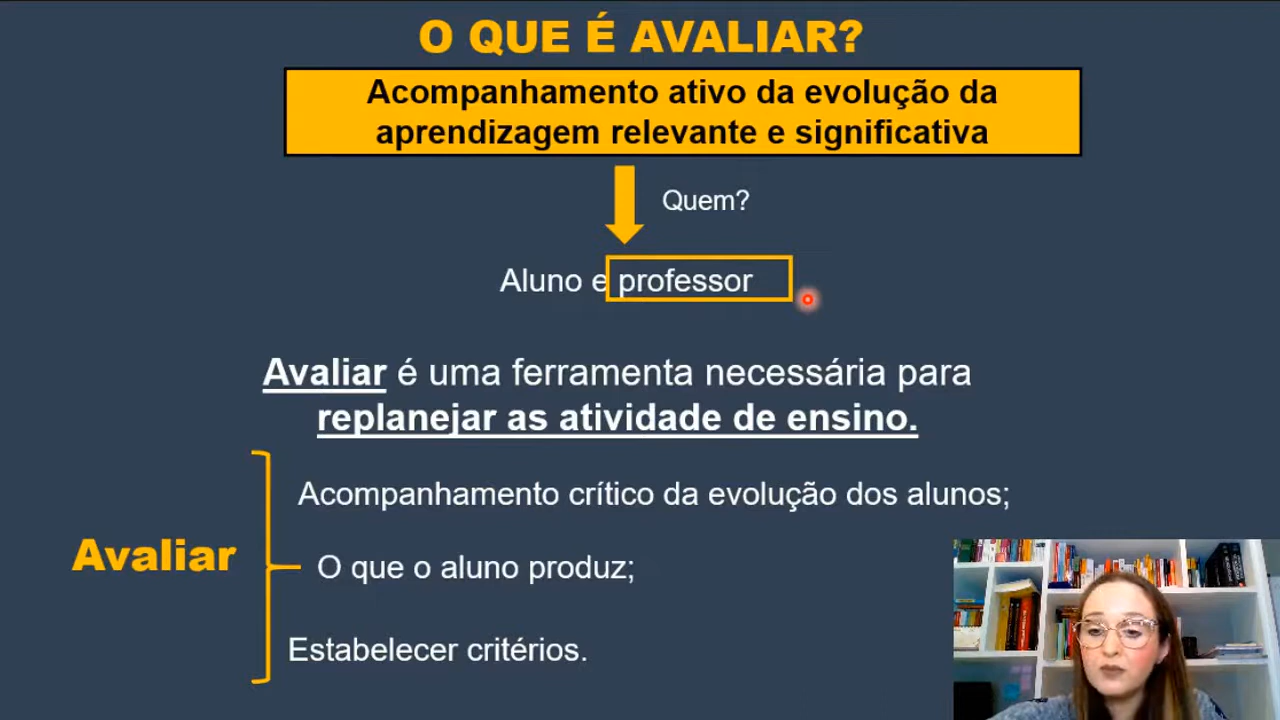 O QUE É AVALIAR?
Acompanhamento ativo da evolução da
aprendizagem relevante e significativa
Quem?
Aluno e professor
Avaliar é uma ferramenta necessária para
replanejar as atividade de ensino.
Acompanhamento crítico da evolução dos alunos;
Avaliar
O que o aluno produz;
Estabelecer critérios.